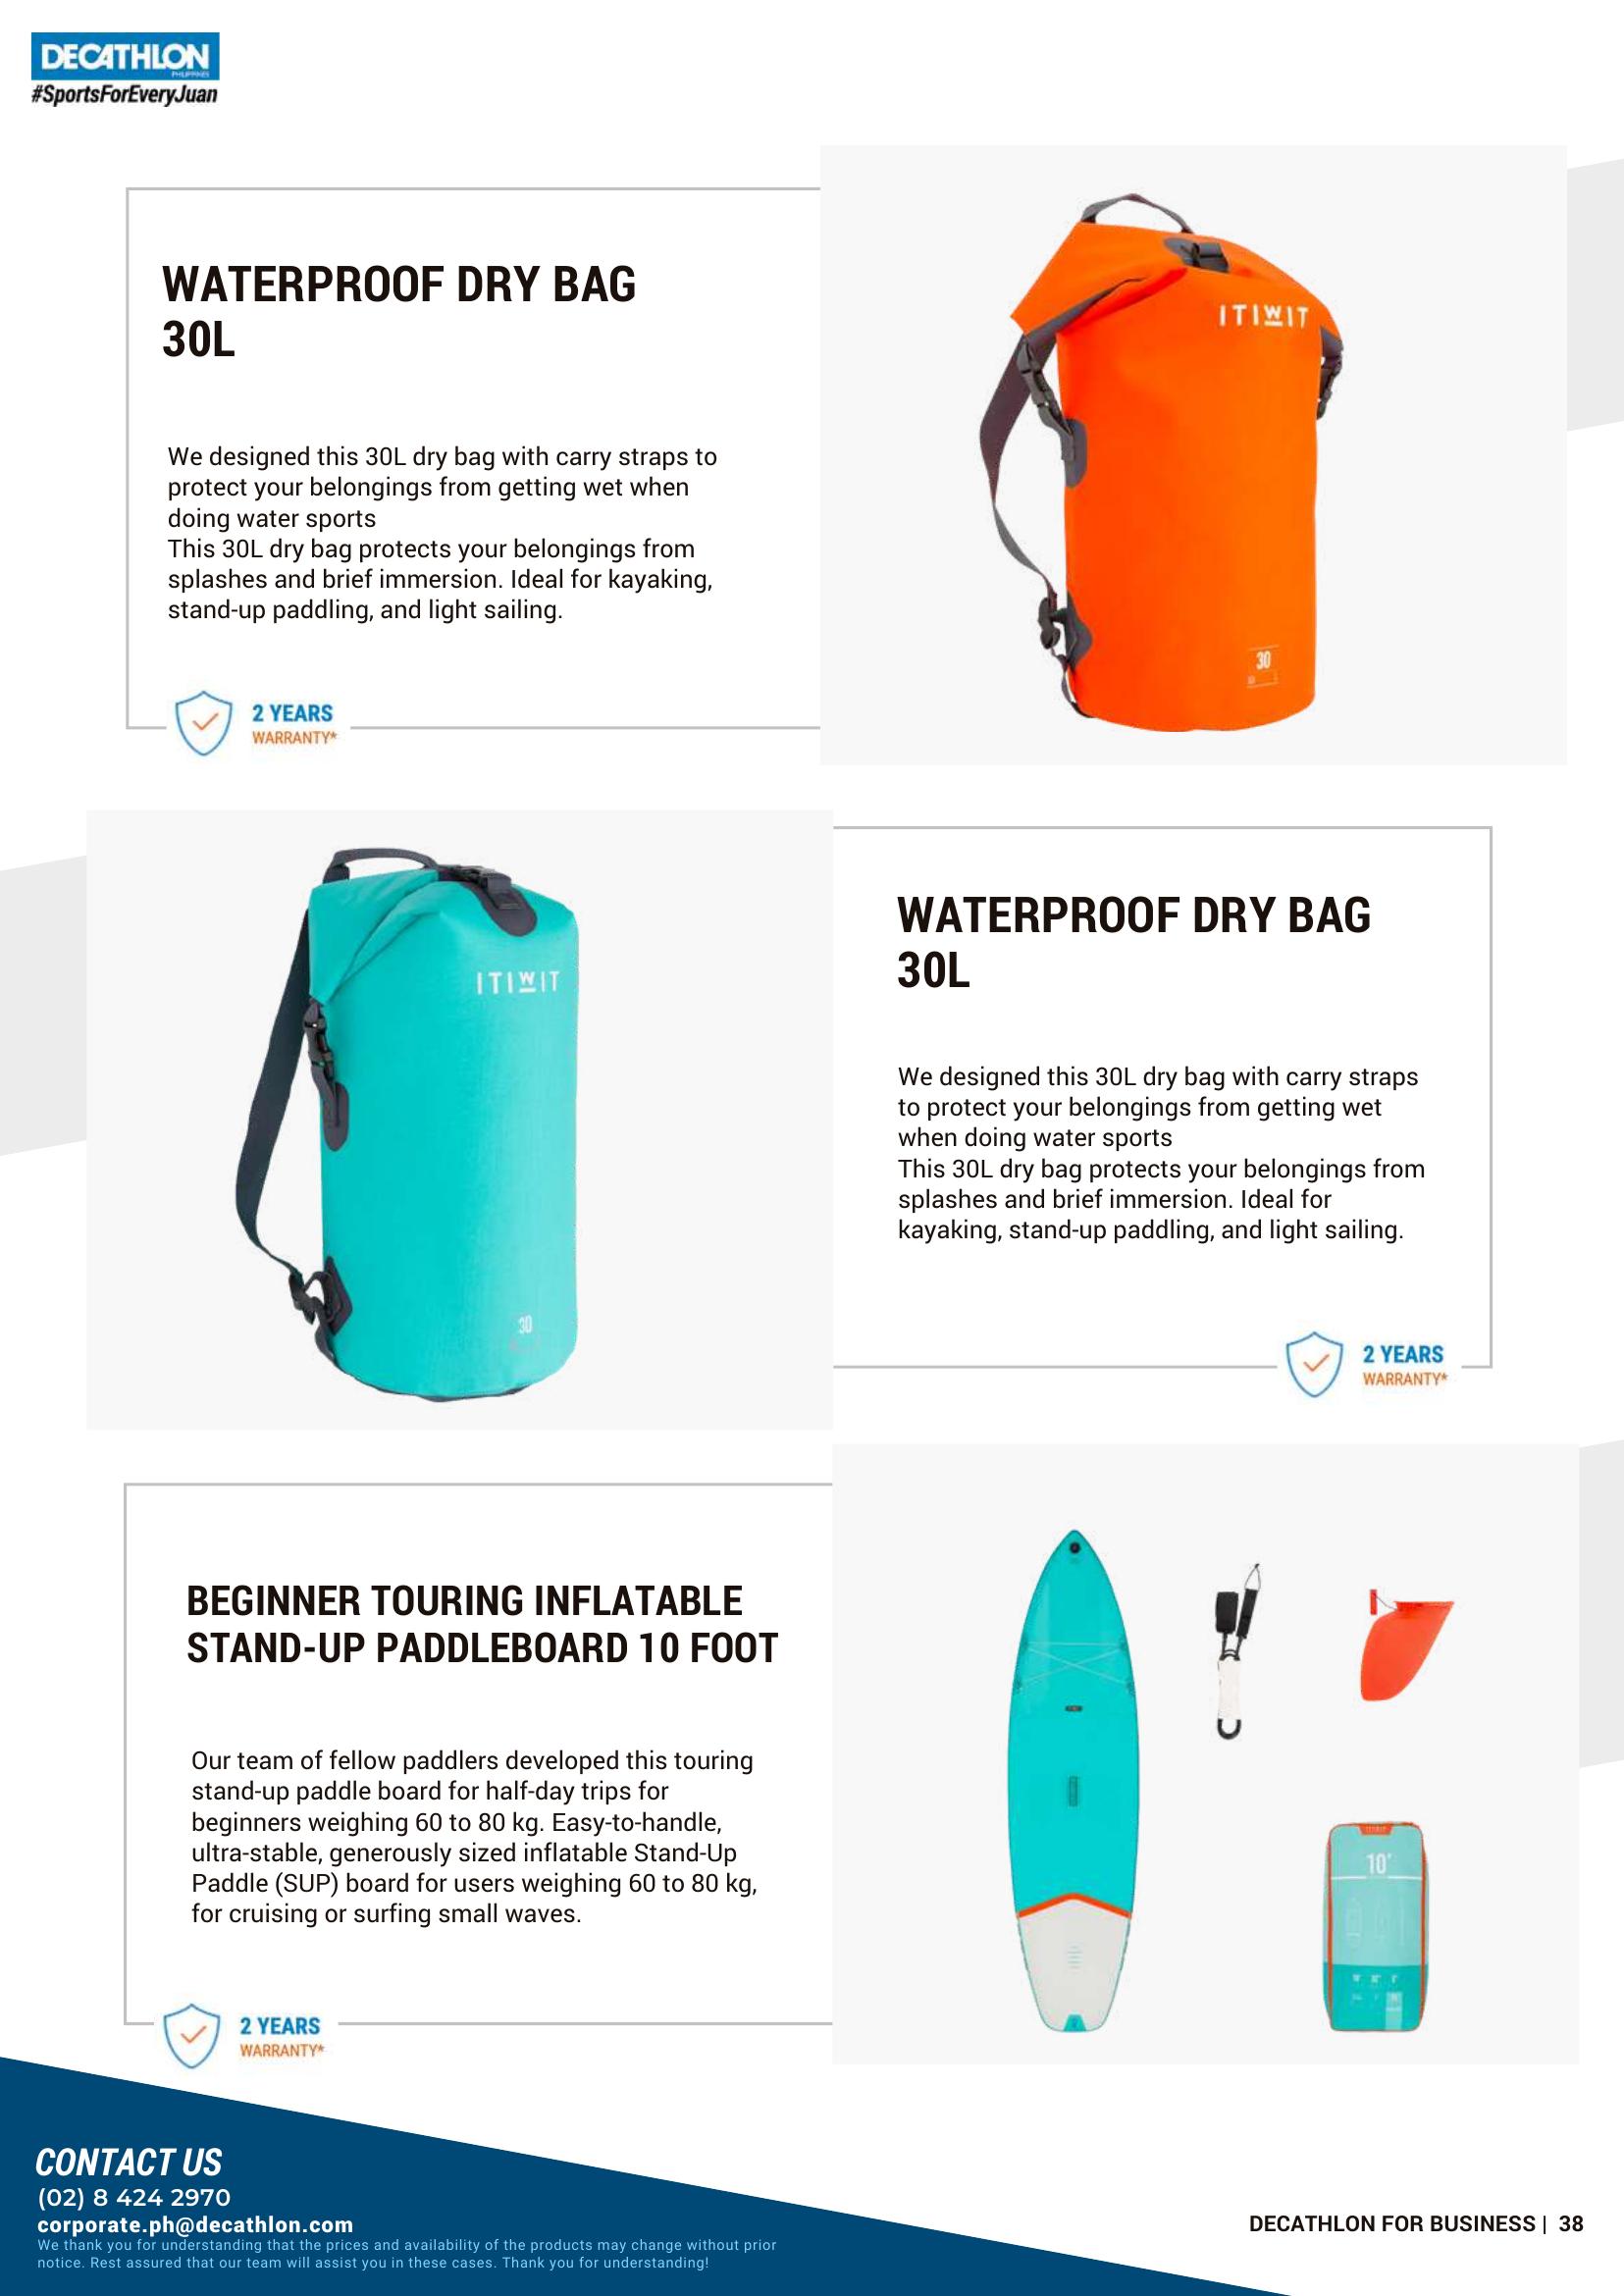 DECATHLON
PHILIPPINES
#SportsForEveryJuan
WATERPROOF DRY BAG
30L
We designed this 30L dry bag with carry straps to
protect your belongings from getting wet when
doing water sports
This 30L dry bag protects your belongings from
splashes and brief immersion. Ideal for kayaking,
stand-up paddling, and light sailing.
2 YEARS
WARRANTY*
ITIWIT
30
ITIWIT
30
WATERPROOF DRY BAG
30L
We designed this 30L dry bag with carry straps
to protect your belongings from getting wet
when doing water sports
This 30L dry bag protects your belongings from
splashes and brief immersion. Ideal for
kayaking, stand-up paddling, and light sailing.
2 YEARS
WARRANTY*
BEGINNER TOURING INFLATABLE
STAND-UP PADDLEBOARD 10 FOOT
Our team of fellow paddlers developed this touring
stand-up paddle board for half-day trips for
beginners weighing 60 to 80 kg. Easy-to-handle,
ultra-stable, generously sized inflatable Stand-Up
Paddle (SUP) board for users weighing 60 to 80 kg,
for cruising or surfing small waves.
2 YEARS
WARRANTY*
ITIWIT
10'
CONTACT US
(02) 8 424 2970
corporate.ph@decathlon.com
We thank you for understanding that the prices and availability of the products may change without prior
notice. Rest assured that our team will assist you in these cases. Thank you for understanding!
DECATHLON FOR BUSINESS | 38